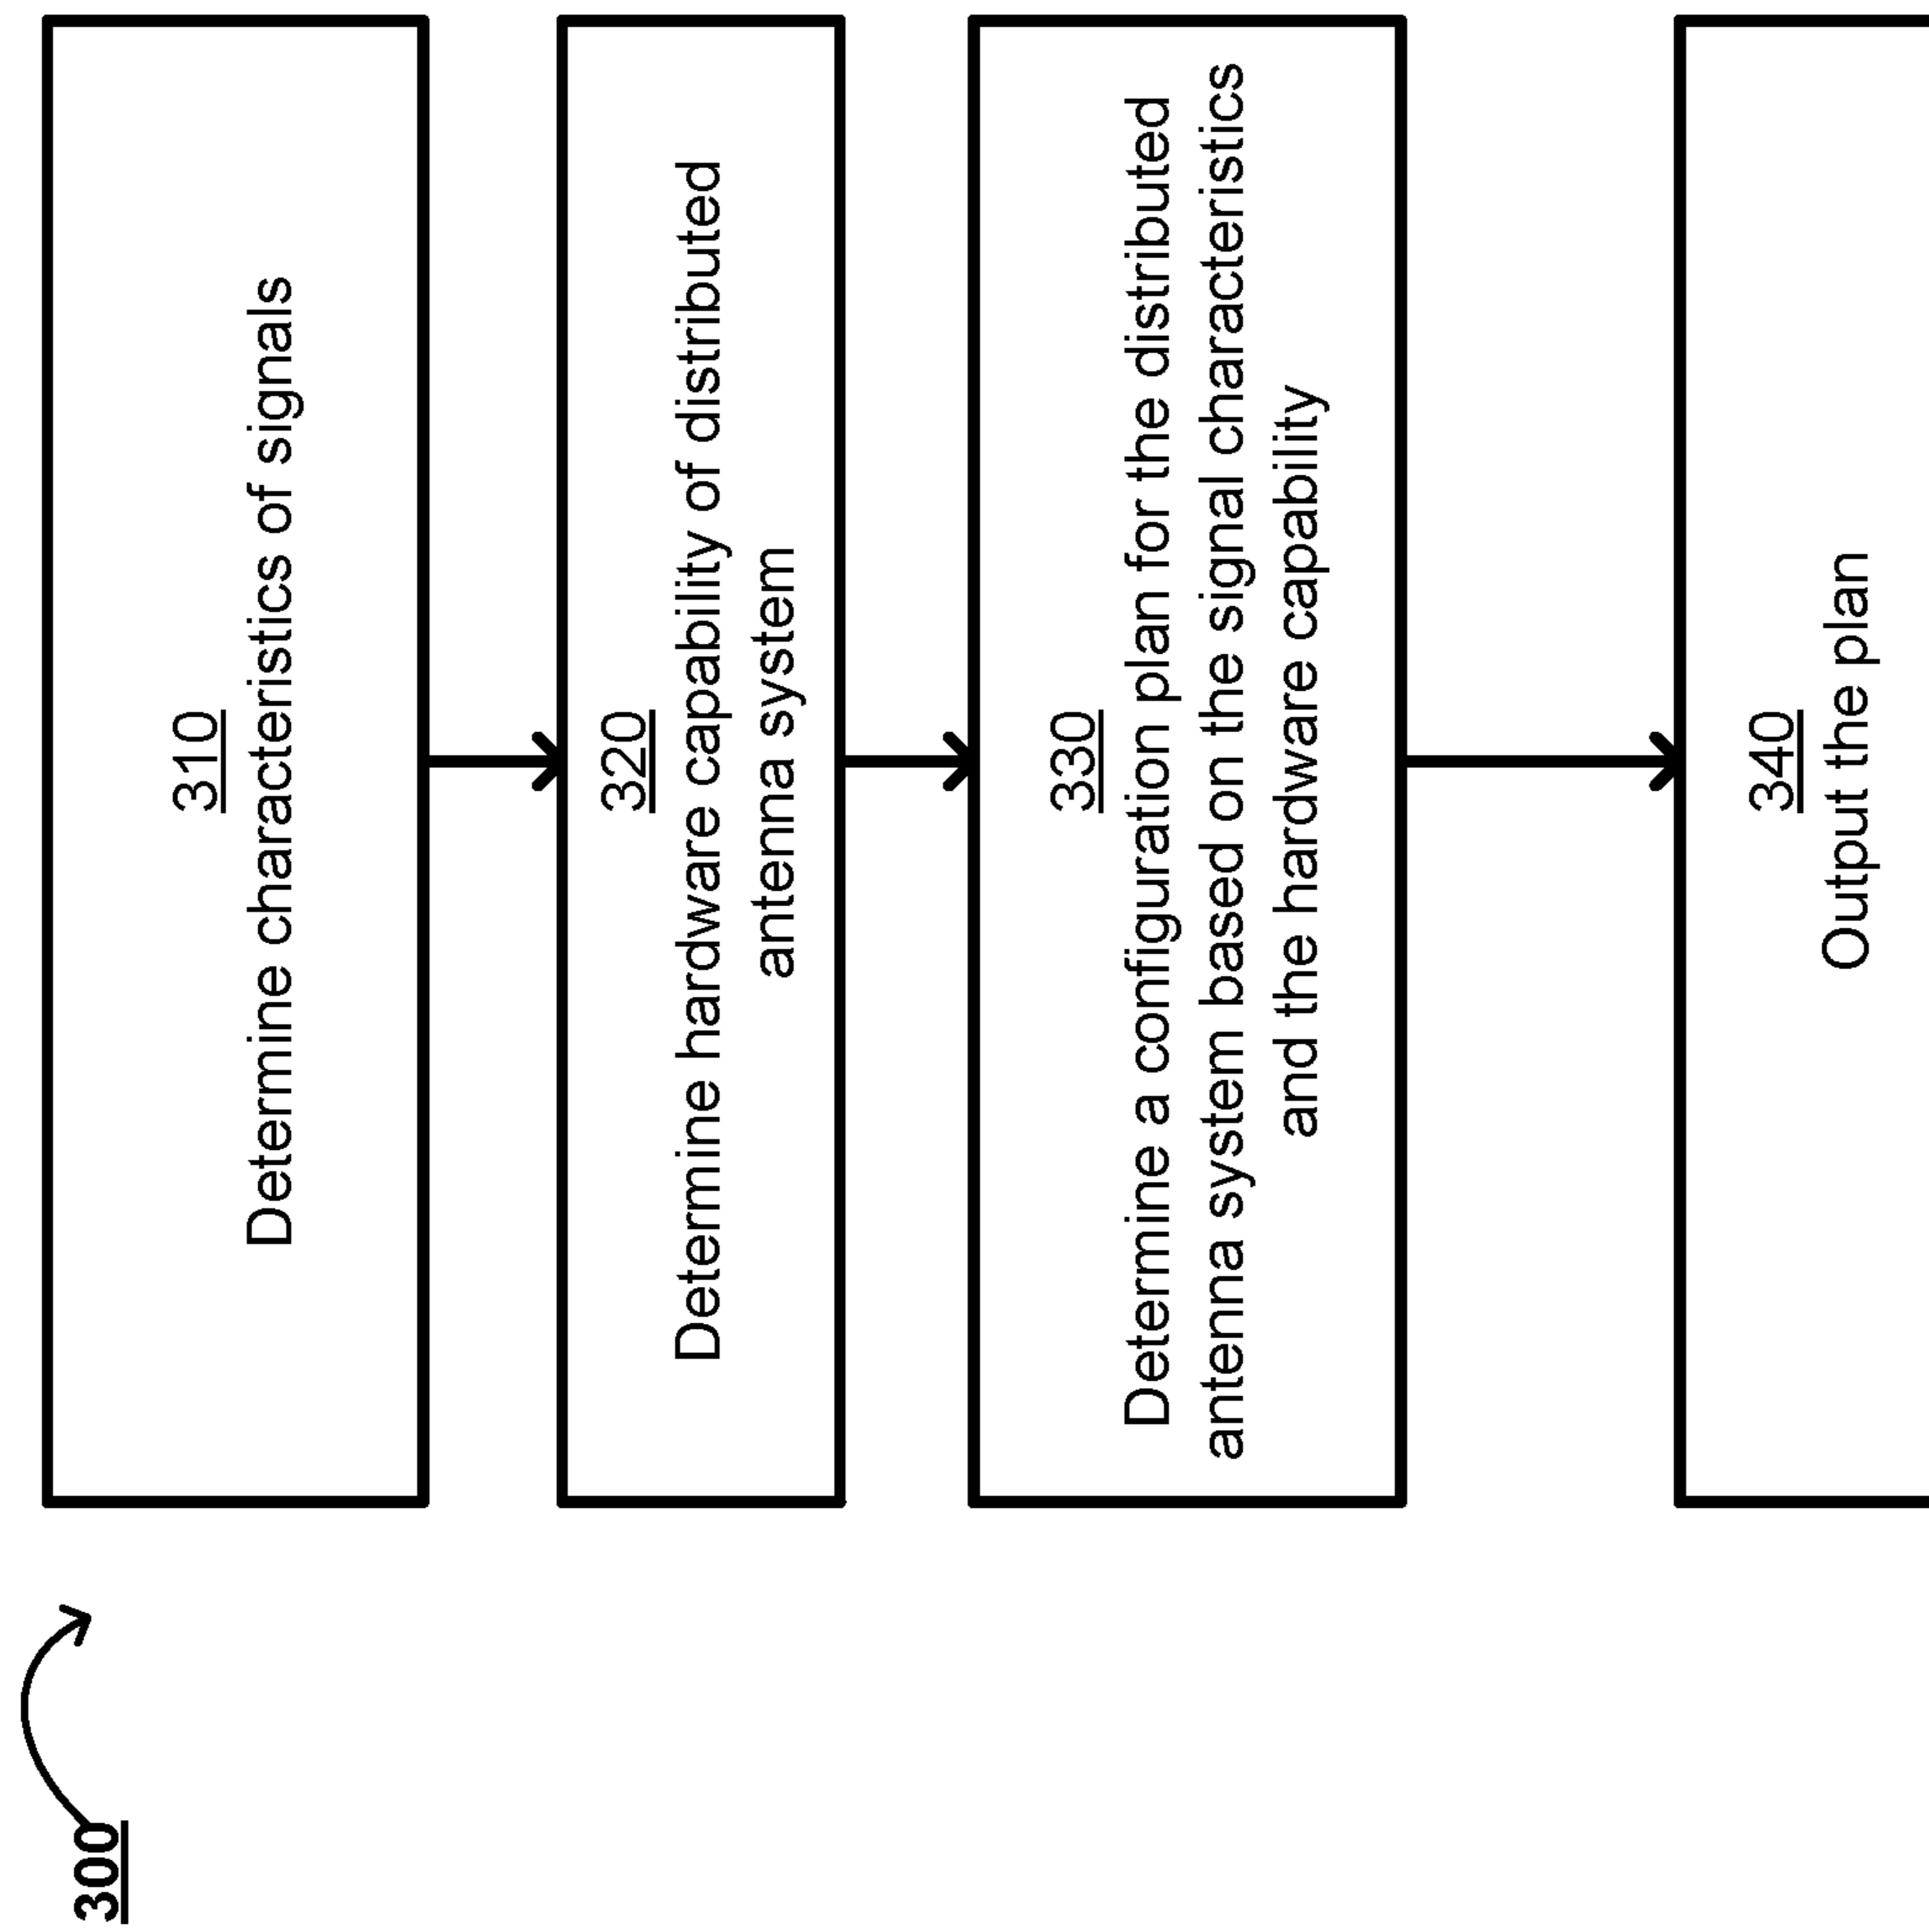 300
310
Determine characteristics of signals
320
Determine hardware capability of distributed
antenna system
330
Determine a configuration plan for the distributed
antenna system based on the signal characteristics
and the hardware capability
340
Output the plan